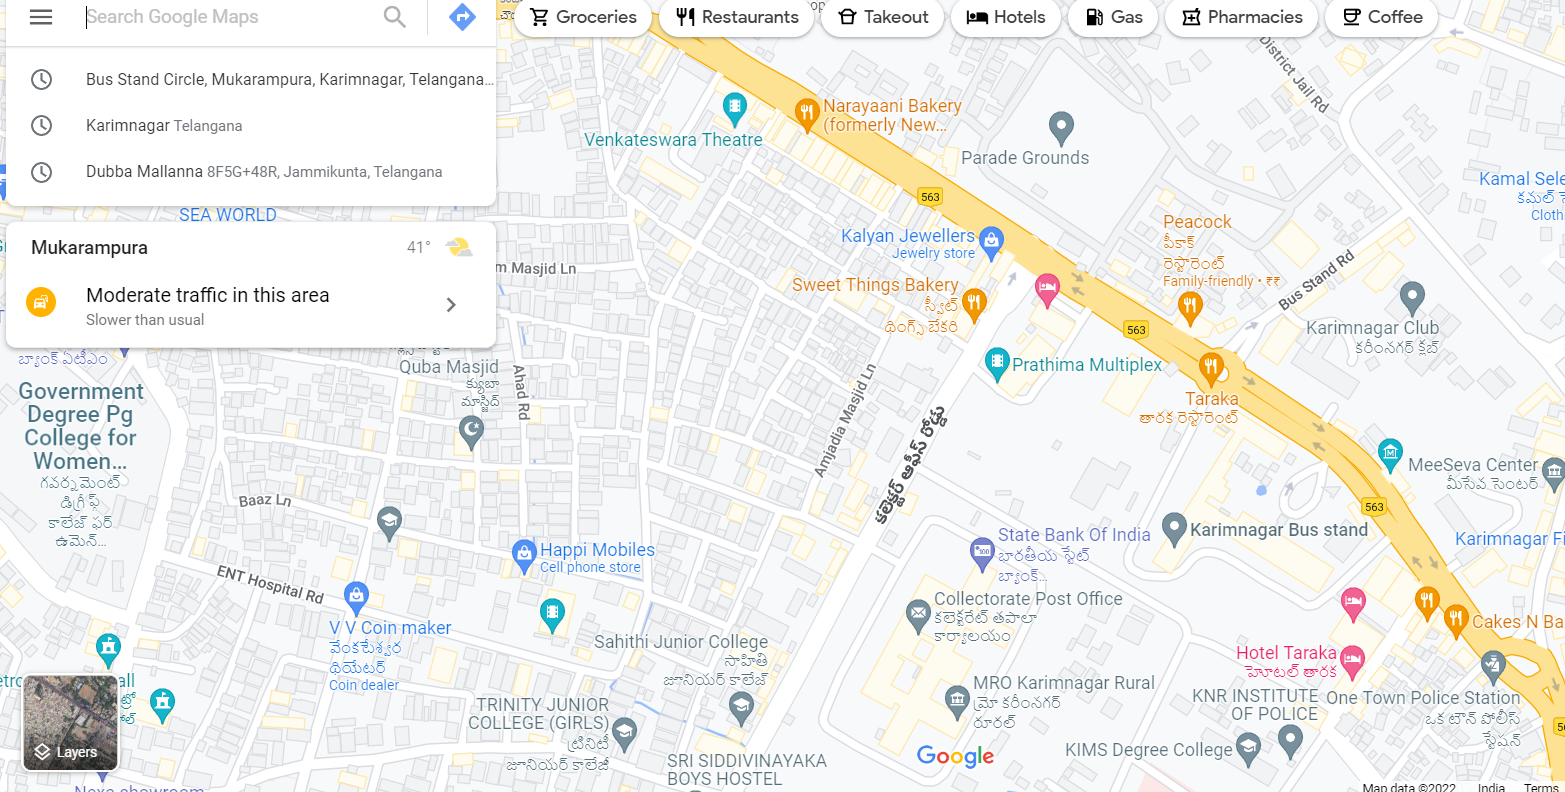 Search Google Maps
Groceries
Restaurants
Takeout
Hotels
Gas
Pharmacies
Coffee
Bus Stand Circle, Mukarampura, Karimnagar, Telangana...
Karimnagar Telangana
Dubba Mallanna 8F5G+48R, Jammikunta, Telangana
SEA WORLD
Mukarampura
41°
Moderate traffic in this area
Slower than usual
District Jail Rd
Narayaani Bakery
(formerly New...
Venkateswara Theatre
Parade Grounds
563
Kamal Sele
కమల్
Cloth
Peacock
పీకాక్
రెస్టారెంట్
Family-friendly • ₹₹
Kalyan Jewellers
Jewelry store
Bus Stand Rd
m Masjid Ln
Sweet Things Bakery
స్వీట్
థింగ్స్ బేకరి
Karimnagar Club
కరీంనగర్ క్లబ్
563
బ్యాంక్ ఏటీఎం
Quba Masjid
క్యుబా
మాస్జిద్
Ahad Rd
Prathima Multiplex
Government
Degree Pg
College for
Women...
గవర్నమెంట్
డిగ్రీ ఫ్గ్
కాలేజ్ ఫర్
ఉమెన్...
Amjadia Masjid Ln
Taraka
తారక రెస్టారెంట్
కలెక్టర్ ఆఫీస్ రోడ్డు
MeeSeva Center
మీసేవ సెంటర్
Baaz Ln
563
Karimnagar Bus stand
Karimnagar Fi
State Bank Of India
భారతీయ స్టేట్
బ్యాంక్...
Happi Mobiles
Cell phone store
ENT Hospital Rd
Collectorate Post Office
కలెక్టరేట్ తపాలా
కార్యాలయం
V V Coin maker
వేంకటేశ్వర
థియేటర్
Coin dealer
Sahithi Junior College
సాహితి
జూనియర్ కాలేజ్
Cakes N Ba
Hotel Taraka
హెూటల్ తారక
MRO Karimnagar Rural
మ్రో కరీంనగర్
రూరల్
KNR INSTITUTE
OF POLICE
One Town Police Station
ఒక టౌన్ పోలీస్
స్టేషన్
TRINITY JUNIOR
COLLEGE (GIRLS)
ట్రినిటీ
జూనియర్ కాలేజీ
Layers
SRI SIDDIVINAYAKA
BOYS HOSTEL
KIMS Degree College
Google
Nexa showroom
Map data ©2022
India
Terms